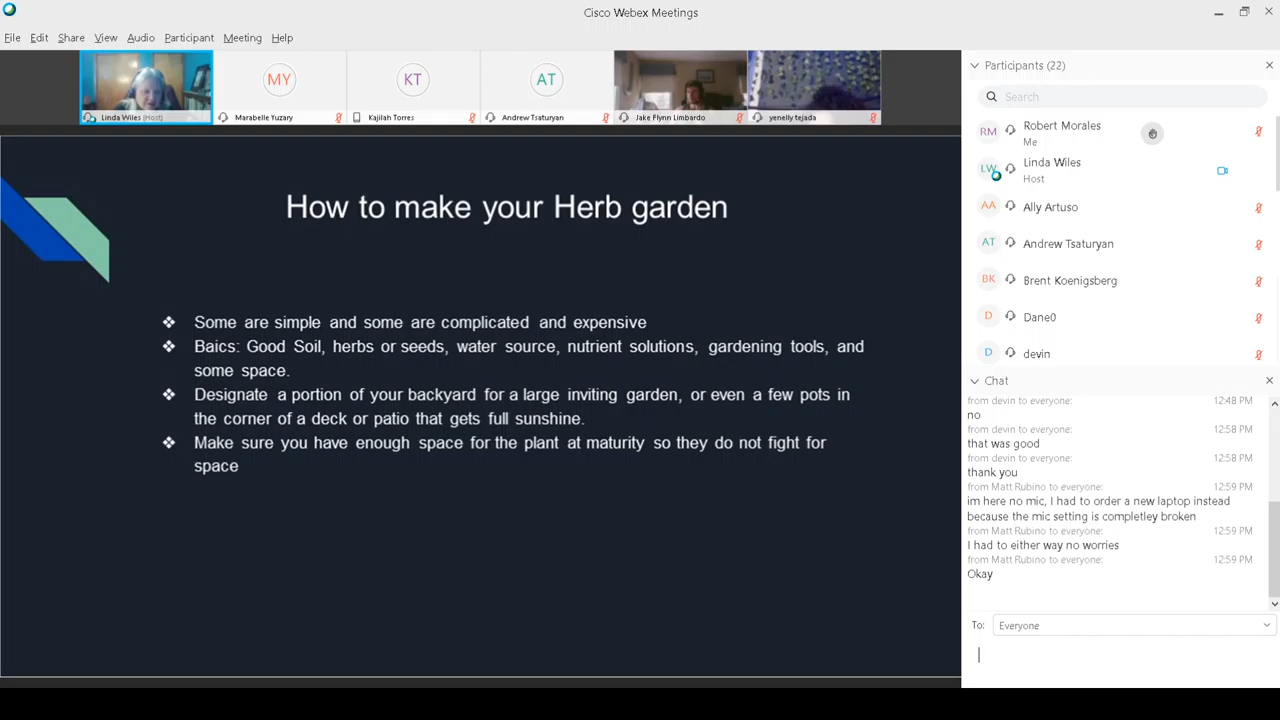 Cisco Webex Meetings
File Edit Share View Audio Participant Meeting Help
MY KT AT
Linda Wiles (Host) Marabelle Yuzary Kajilah Torres Andrew Tsaturyan Jake Flynn Limbardo yenelly tejada
How to make your Herb garden
Some are simple and some are complicated and expensive
Baics: Good Soil, herbs or seeds, water source, nutrient solutions, gardening tools, and
some space.
Designate a portion of your backyard for a large inviting garden, or even a few pots in
the corner of a deck or patio that gets full sunshine.
Make sure you have enough space for the plant at maturity so they do not fight for
space
Participants (22)
Search
RM Robert Morales
Me
LW Linda Wiles
Host
AA Ally Artuso
AT Andrew Tsaturyan
BK Brent Koenigsberg
D Dane0
D devin
Chat
from devin to everyone: 12:48 PM
no
from devin to everyone: 12:58 PM
that was good
from devin to everyone: 12:58 PM
thank you
from Matt Rubino to everyone: 12:59 PM
im here no mic, I had to order a new laptop instead
because the mic setting is completley broken
from Matt Rubino to everyone: 12:59 PM
I had to either way no worries
from Matt Rubino to everyone: 12:59 PM
Okay
To: Everyone